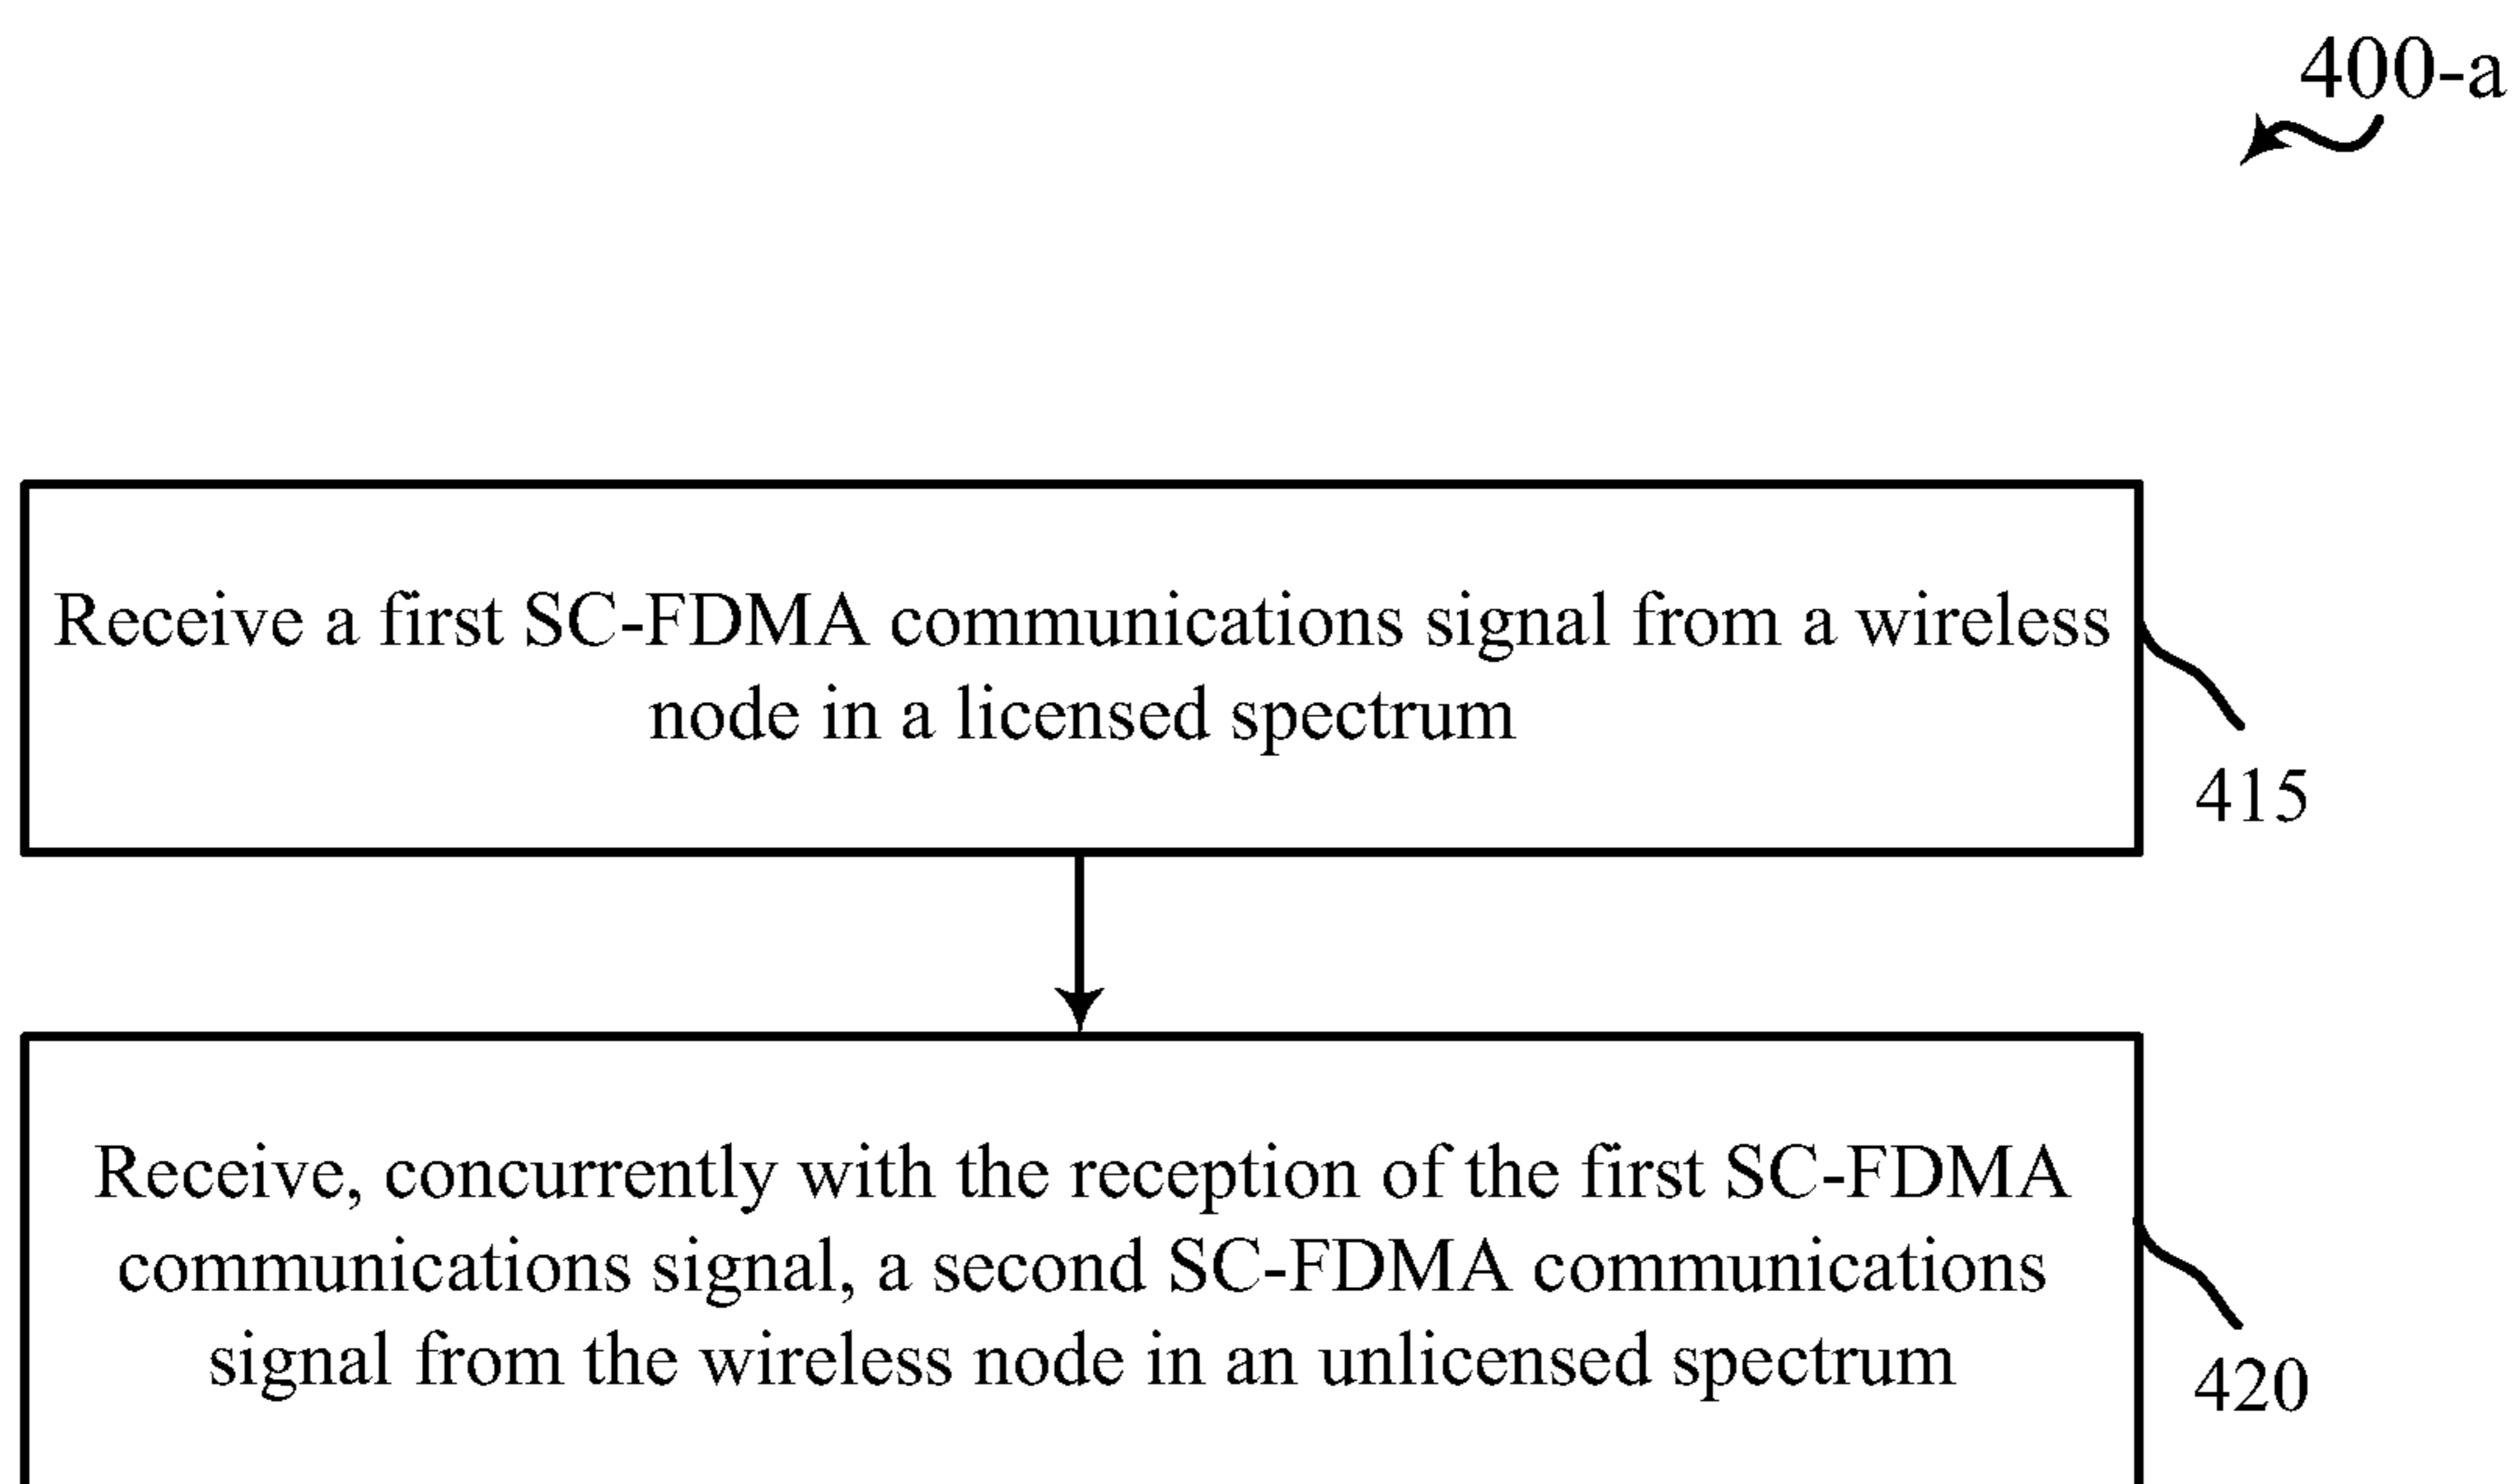 400-a
Receive a first SC-FDMA communications signal from a wireless
node in a licensed spectrum
415
Receive, concurrently with the reception of the first SC-FDMA
communications signal, a second SC-FDMA communications
signal from the wireless node in an unlicensed spectrum
420